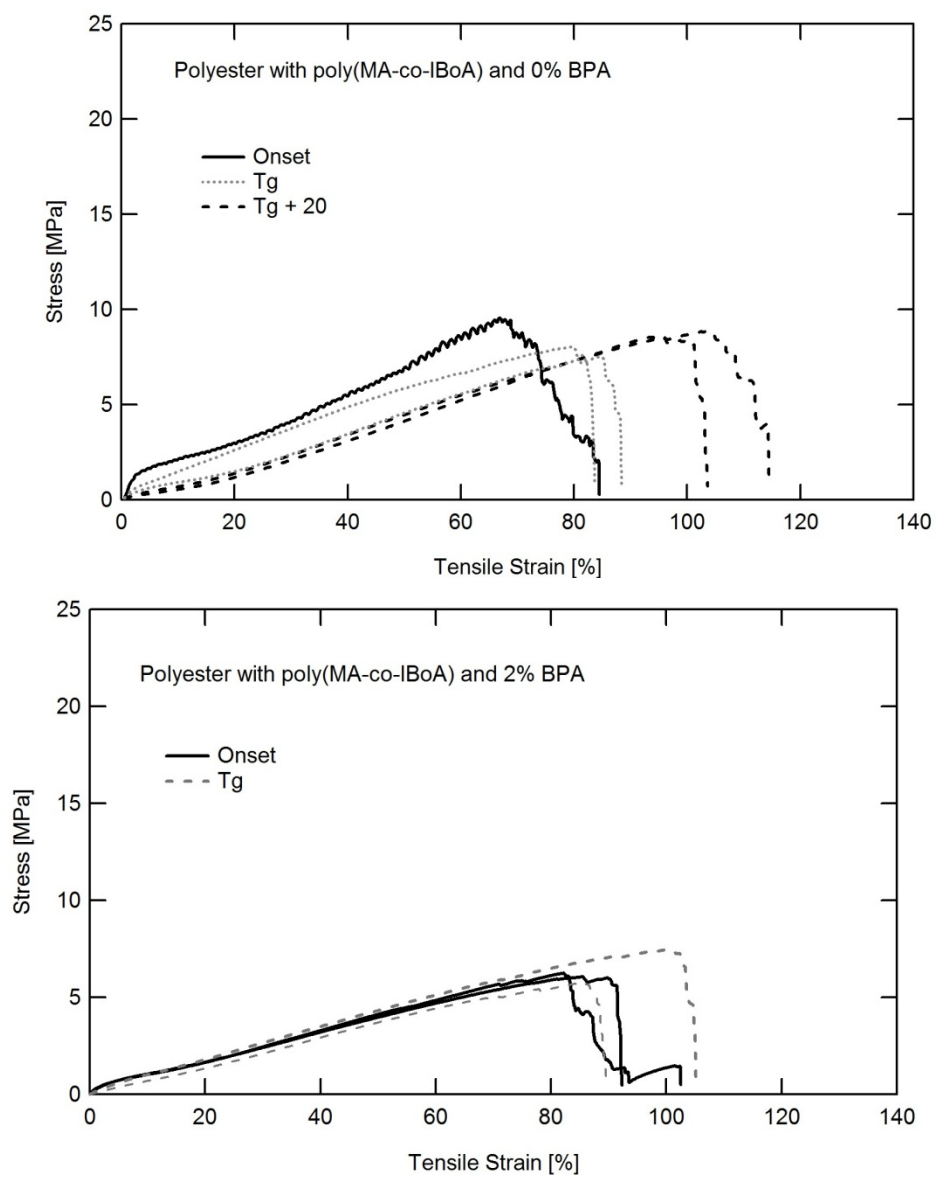 25
Polyester with poly(MA-co-IBoA) and 0% BPA
20
Onset
Tg
Tg + 20
15
Stress [MPa]
10
5
0
0 20 40 60 80 100 120 140
Tensile Strain [%]
25
Polyester with poly(MA-co-IBoA) and 2% BPA
20
Onset
Tg
15
Stress [MPa]
10
5
0
0 20 40 60 80 100 120 140
Tensile Strain [%]